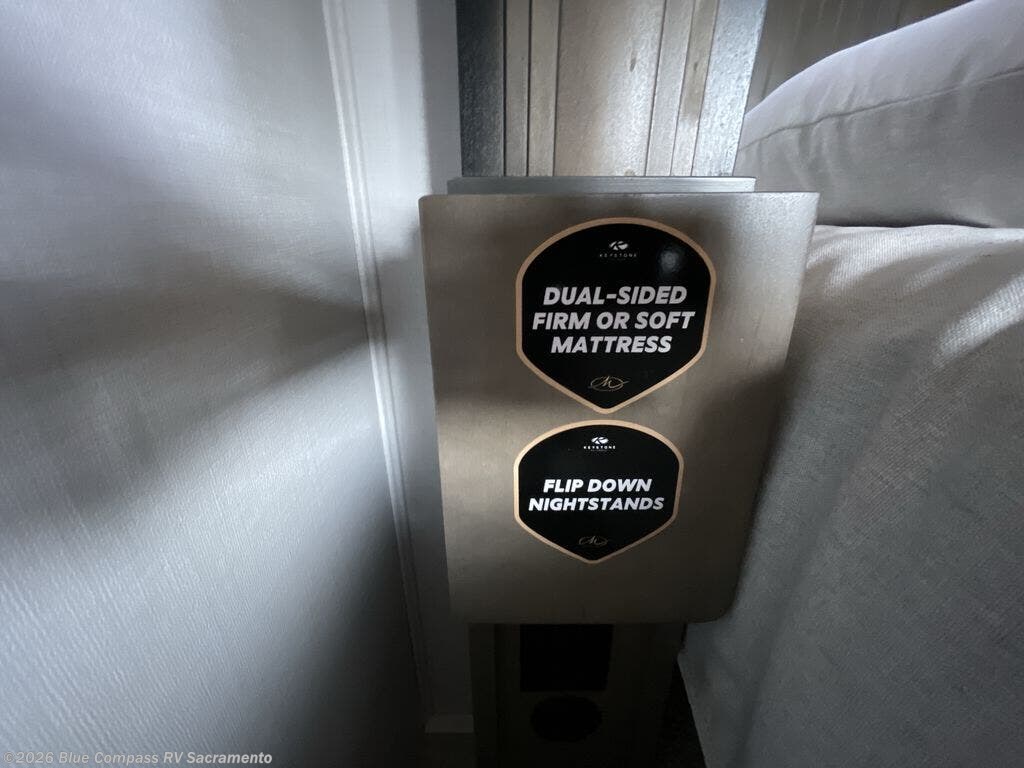 KEYSTONE
DUAL-SIDED
FIRM OR SOFT
MATTRESS
KEYSTONE
FLIP DOWN
NIGHTSTANDS
©2026 Blue Compass RV Sacramento